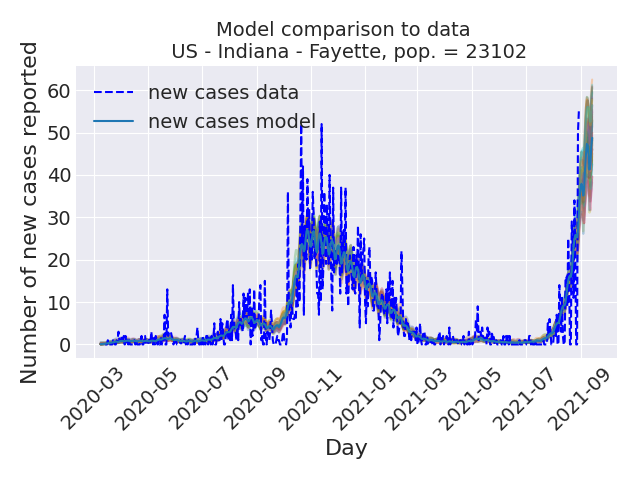 Model comparison to data
US - Indiana - Fayette, pop. = 23102
new cases data
new cases model
Number of new cases reported
60
50
40
30
20
10
0
2020-03
2020-05
2020-07
2020-09
2020-11
2021-01
2021-03
2021-05
2021-07
2021-09
Day